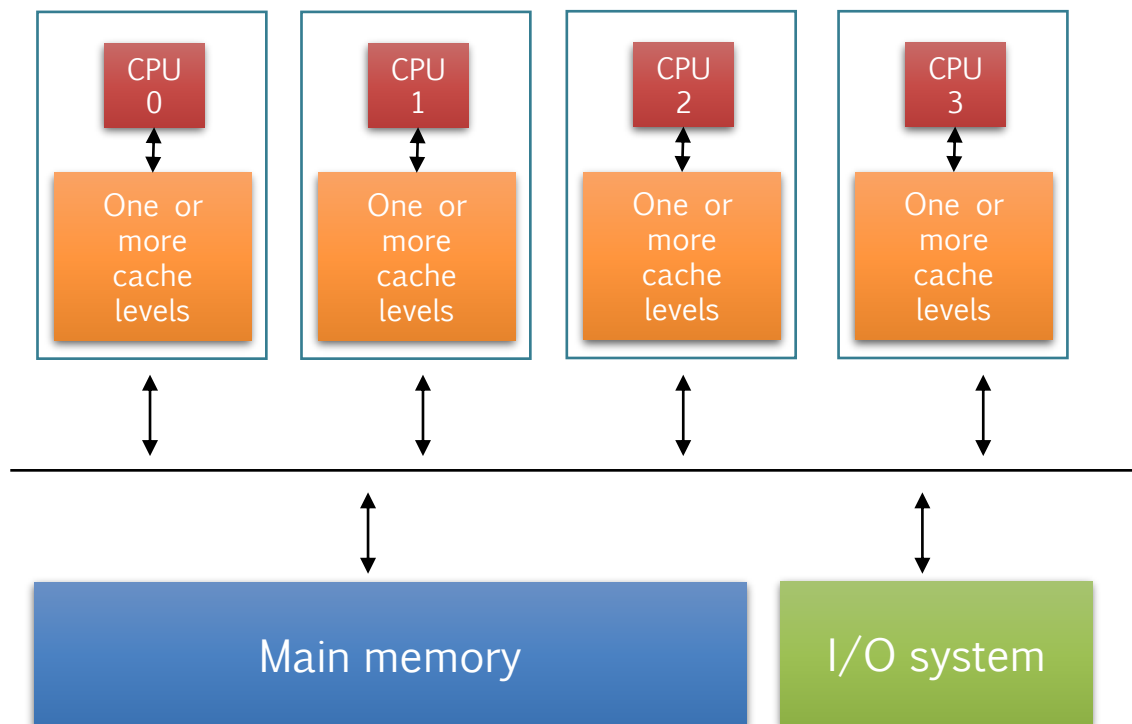 CPU
0
CPU
1
CPU
2
CPU
3
One or
more
cache
levels
One or
more
cache
levels
One or
more
cache
levels
One or
more
cache
levels
Main memory
I/O system